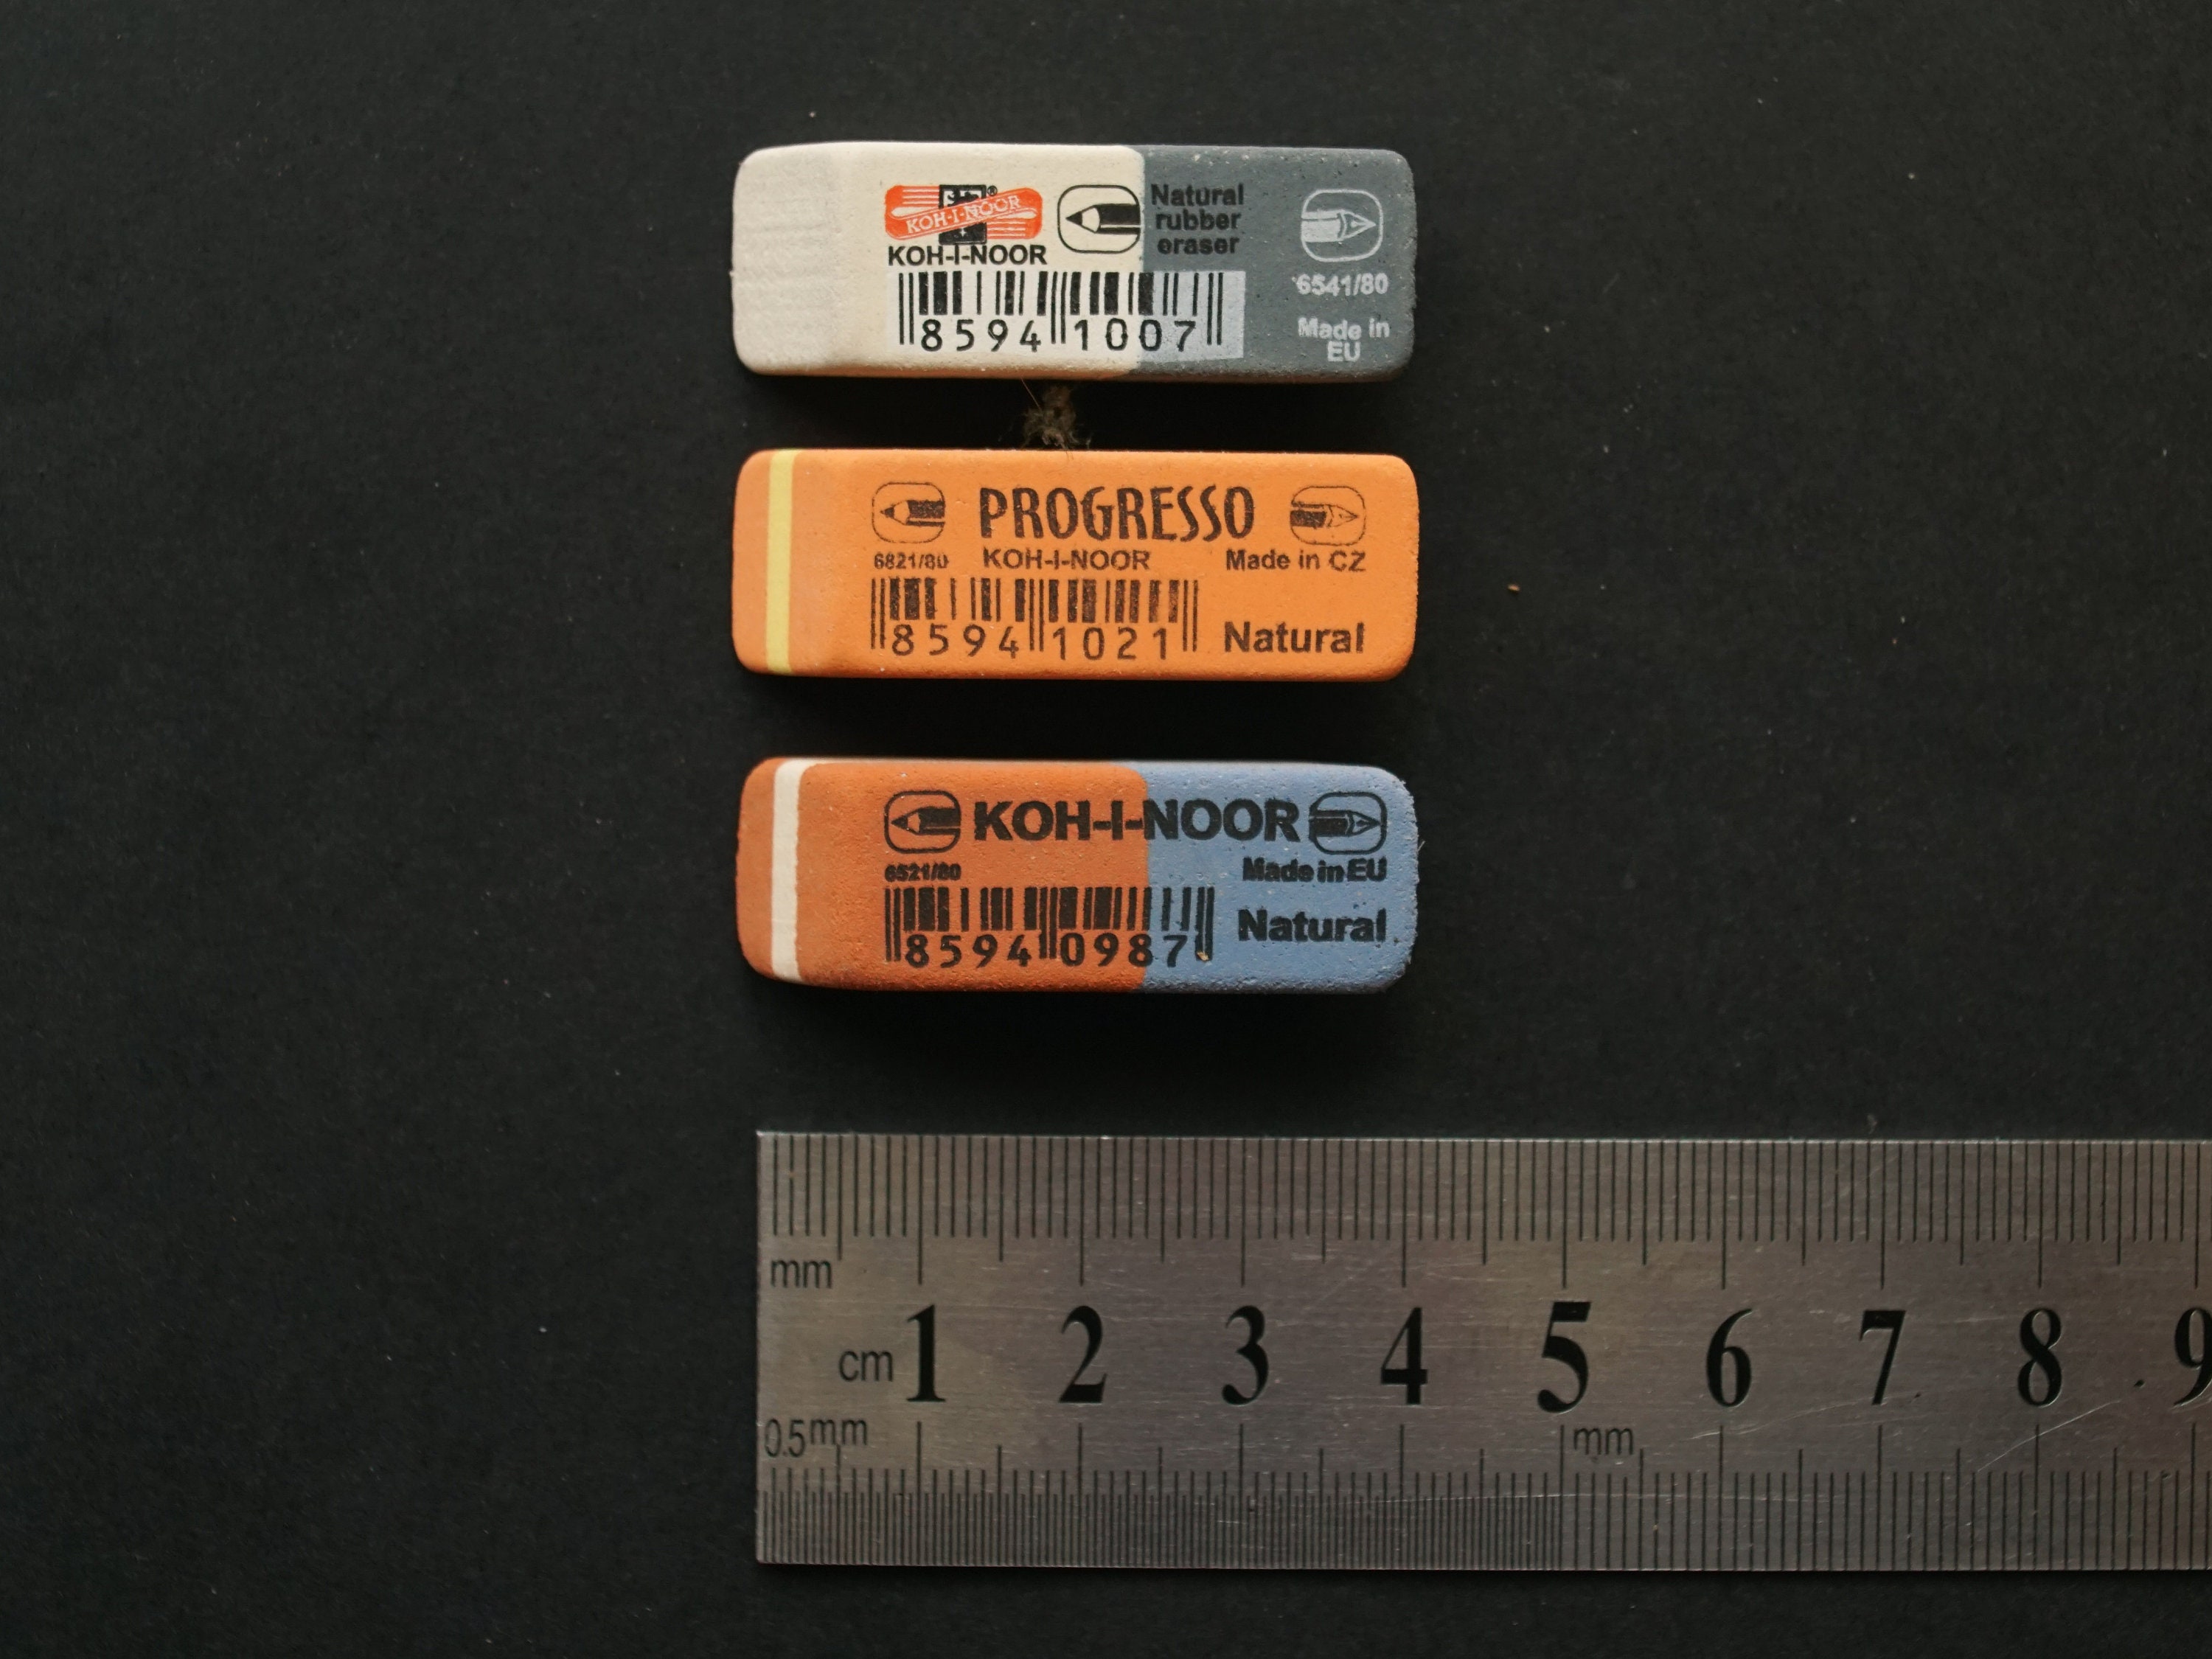 KOH-I-NOOR®
KOH-I-NOOR
Natural
rubber
eraser
8594 1007
6541/80
Made in
EU
PROGRESSO
6821/80 KOH-I-NOOR Made in CZ
8594 1021 Natural
KOH-I-NOOR
6521/80 Made in EU
8594 0987 Natural
mm
cm 1 2 3 4 5 6 7 8 9
0.5mm mm